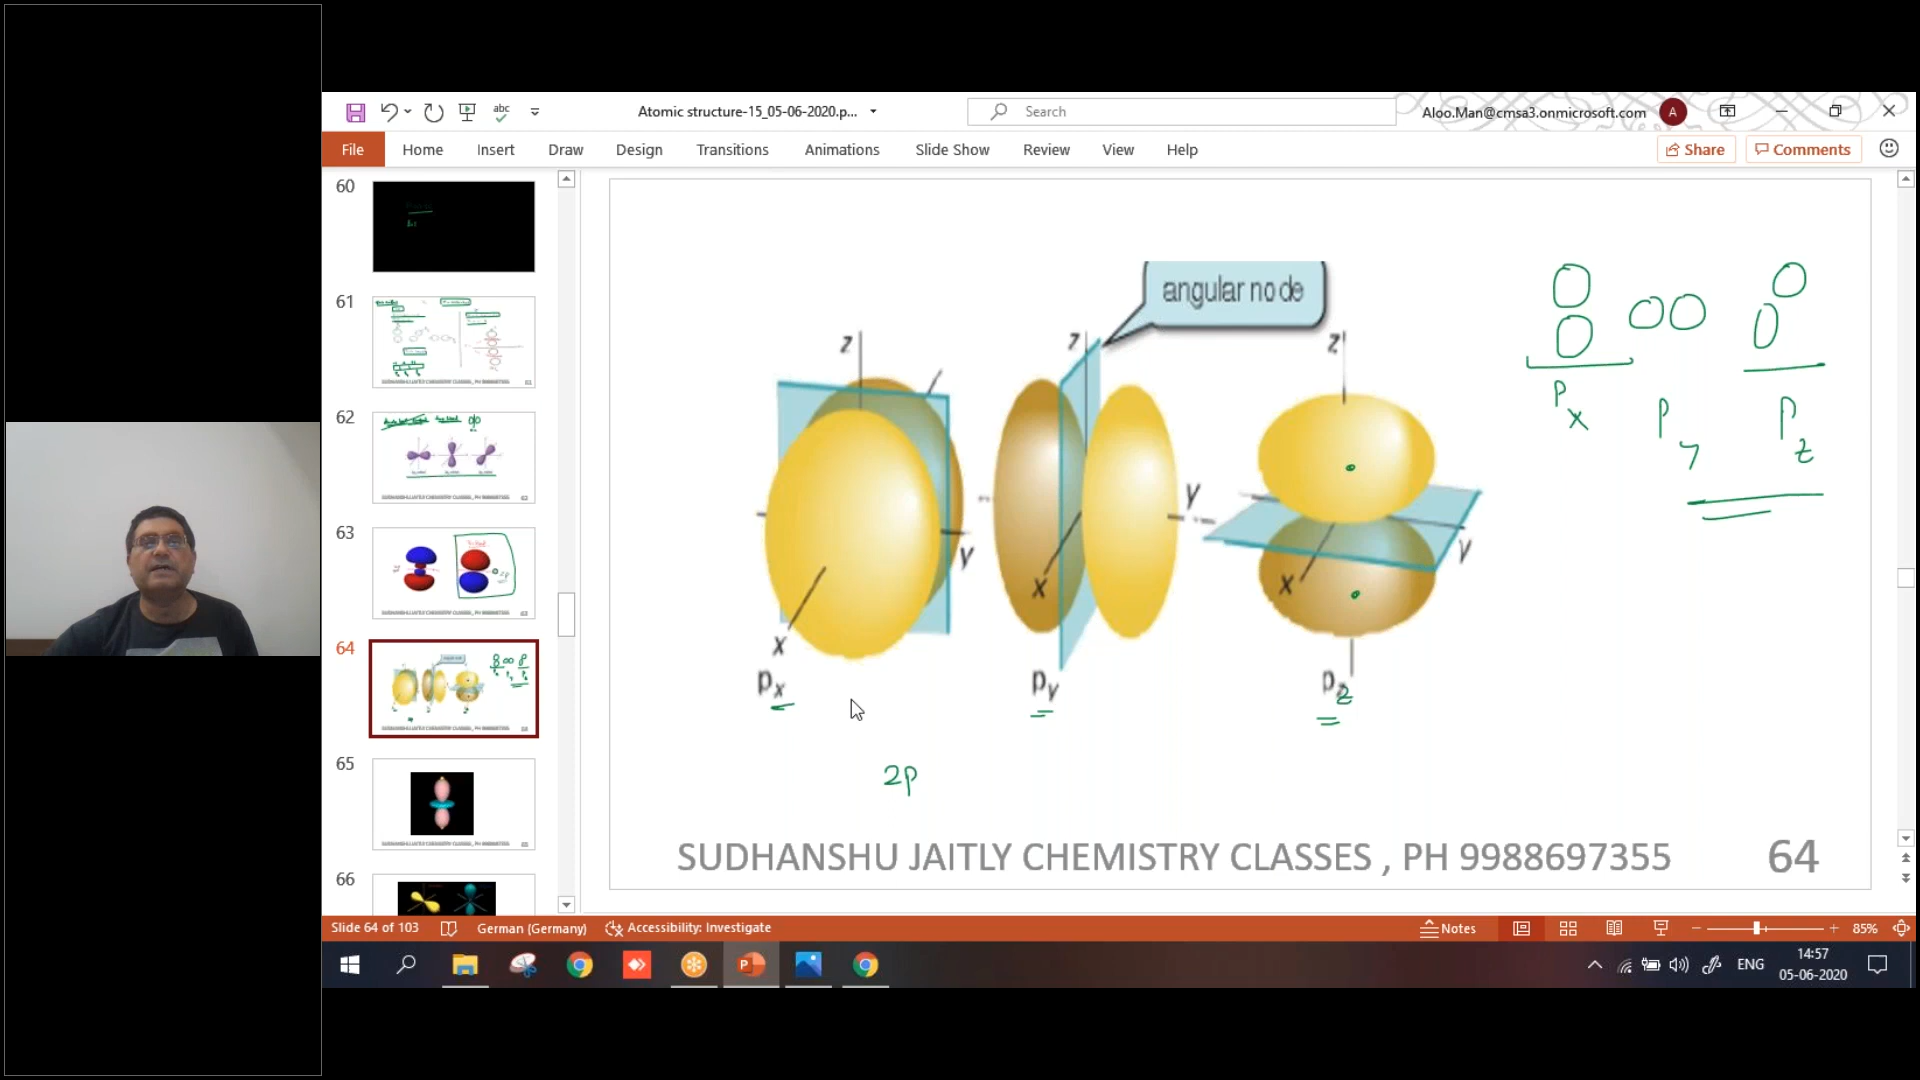 Atomic structure-15_05-06-2020.p...
Search
Aloo.Man@cmsa3.onmicrosoft.com
A
File Home Insert Draw Design Transitions Animations Slide Show Review View Help
Share Comments
60
61
62
63
64
65
66
angular node
z
z
z
y
y
y
x
x
x
px
py
pz
2p
Px
Py
Pz
SUDHANSHU JAITLY CHEMISTRY CLASSES , PH 9988697355
64
Slide 64 of 103
German (Germany)
Accessibility: Investigate
Notes
85%
ENG
14:57
05-06-2020